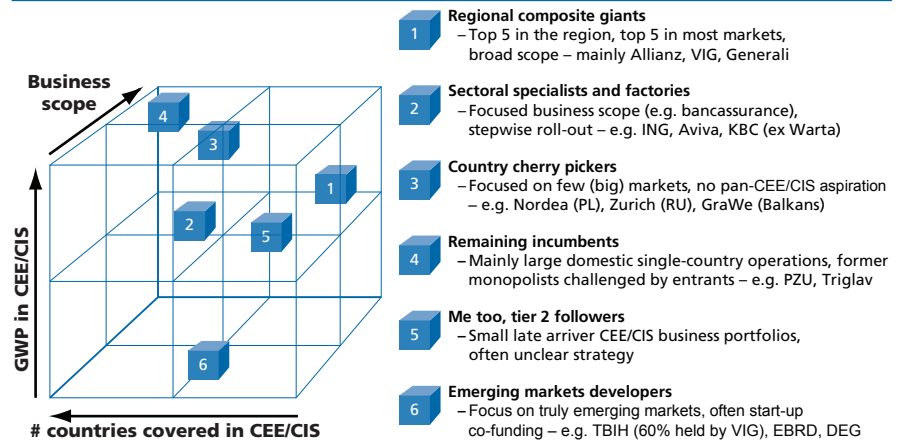 Business
scope
GWP in CEE/CIS
# countries covered in CEE/CIS
4
3
1
2
5
6
1
Regional composite giants
– Top 5 in the region, top 5 in most markets,
broad scope – mainly Allianz, VIG, Generali
2
Sectoral specialists and factories
– Focused business scope (e.g. bancassurance),
stepwise roll-out – e.g. ING, Aviva, KBC (ex Warta)
3
Country cherry pickers
– Focused on few (big) markets, no pan-CEE/CIS aspiration
– e.g. Nordea (PL), Zurich (RU), GraWe (Balkans)
4
Remaining incumbents
– Mainly large domestic single-country operations, former
monopolists challenged by entrants – e.g. PZU, Triglav
5
Me too, tier 2 followers
– Small late arriver CEE/CIS business portfolios,
often unclear strategy
6
Emerging markets developers
– Focus on truly emerging markets, often start-up
co-funding – e.g. TBIH (60% held by VIG), EBRD, DEG